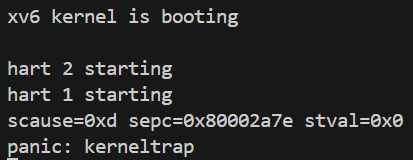 xv6 kernel is booting
hart 2 starting
hart 1 starting
scause=0xd sepc=0x80002a7e stval=0x0
panic: kerneltrap